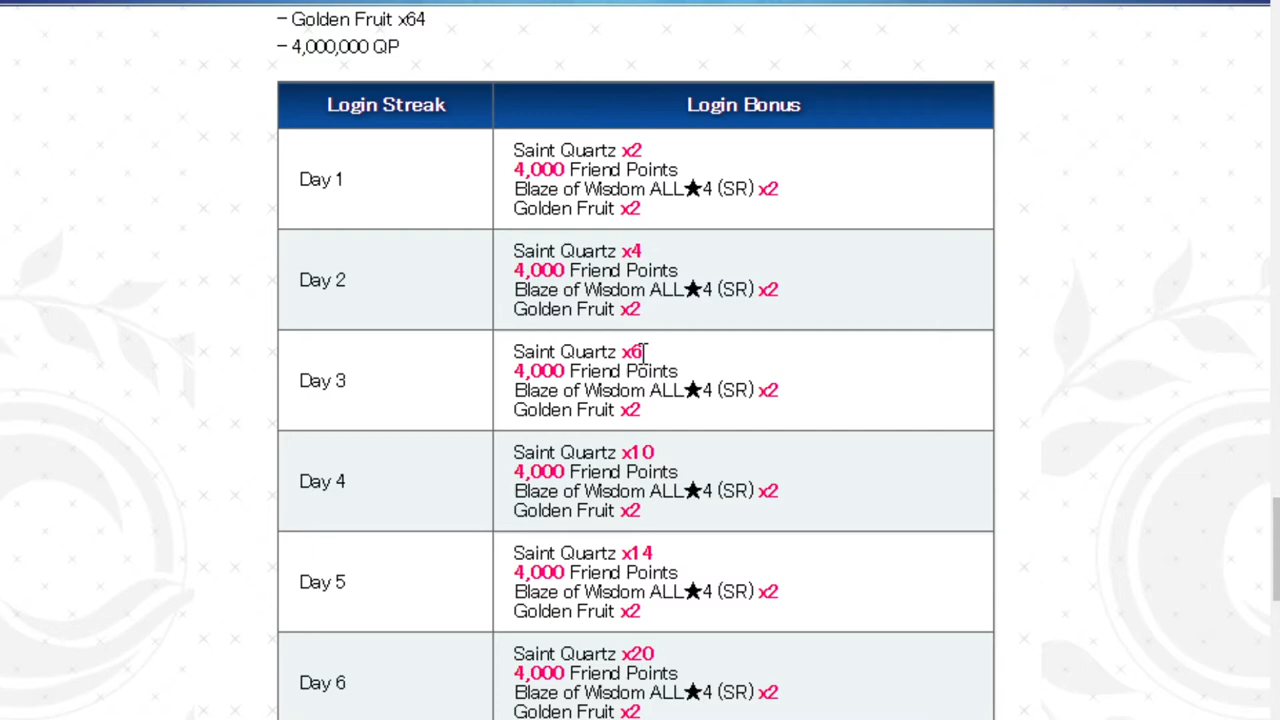 – Golden Fruit x64
– 4,000,000 QP
Login Streak
Login Bonus
Day 1
Saint Quartz x2
4,000 Friend Points
Blaze of Wisdom ALL★4 (SR) x2
Golden Fruit x2
Day 2
Saint Quartz x4
4,000 Friend Points
Blaze of Wisdom ALL★4 (SR) x2
Golden Fruit x2
Day 3
Saint Quartz x6
4,000 Friend Points
Blaze of Wisdom ALL★4 (SR) x2
Golden Fruit x2
Day 4
Saint Quartz x10
4,000 Friend Points
Blaze of Wisdom ALL★4 (SR) x2
Golden Fruit x2
Day 5
Saint Quartz x14
4,000 Friend Points
Blaze of Wisdom ALL★4 (SR) x2
Golden Fruit x2
Day 6
Saint Quartz x20
4,000 Friend Points
Blaze of Wisdom ALL★4 (SR) x2
Golden Fruit x2